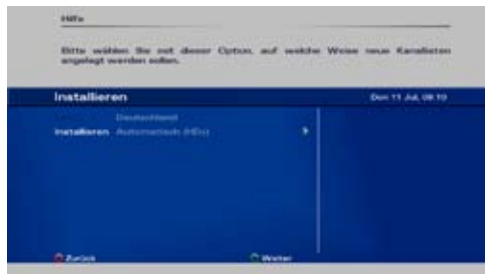 Hilfe
Bitte wählen Sie mit dieser Option, auf welche Weise neue Kanallisten
angelegt werden sollen.
Installieren
Don 11 Jul, 09:10
Deutschland
Installieren Automatisch
Zurück
Weiter